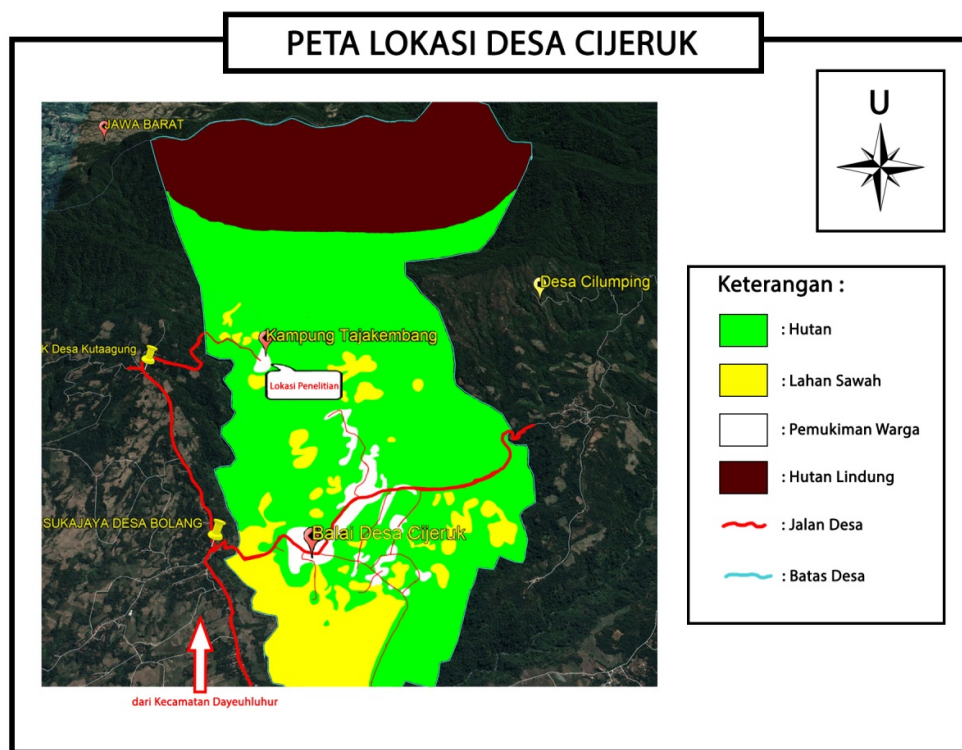 PETA LOKASI DESA CIJERUK
U
JAWA BARAT
Desa Cilumping
Kampung Tajakembang
K Desa Kutaagung
Lokasi Penelitian
SUKAJAYA DESA BOLANG
Balai Desa Cijeruk
dari Kecamatan Dayeuhluhur
Keterangan :
: Hutan
: Lahan Sawah
: Pemukiman Warga
: Hutan Lindung
: Jalan Desa
: Batas Desa